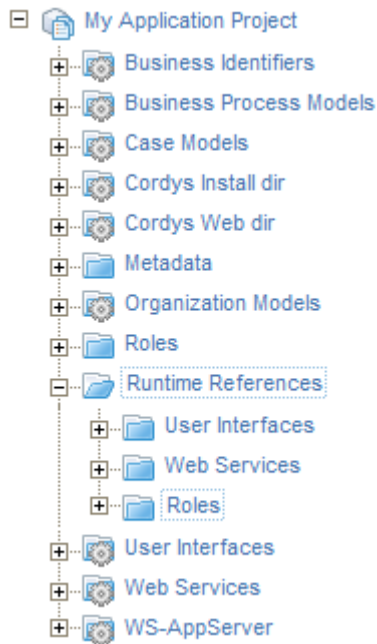 My Application Project
Business Identifiers
Business Process Models
Case Models
Cordys Install dir
Cordys Web dir
Metadata
Organization Models
Roles
Runtime References
User Interfaces
Web Services
Roles
User Interfaces
Web Services
WS-AppServer